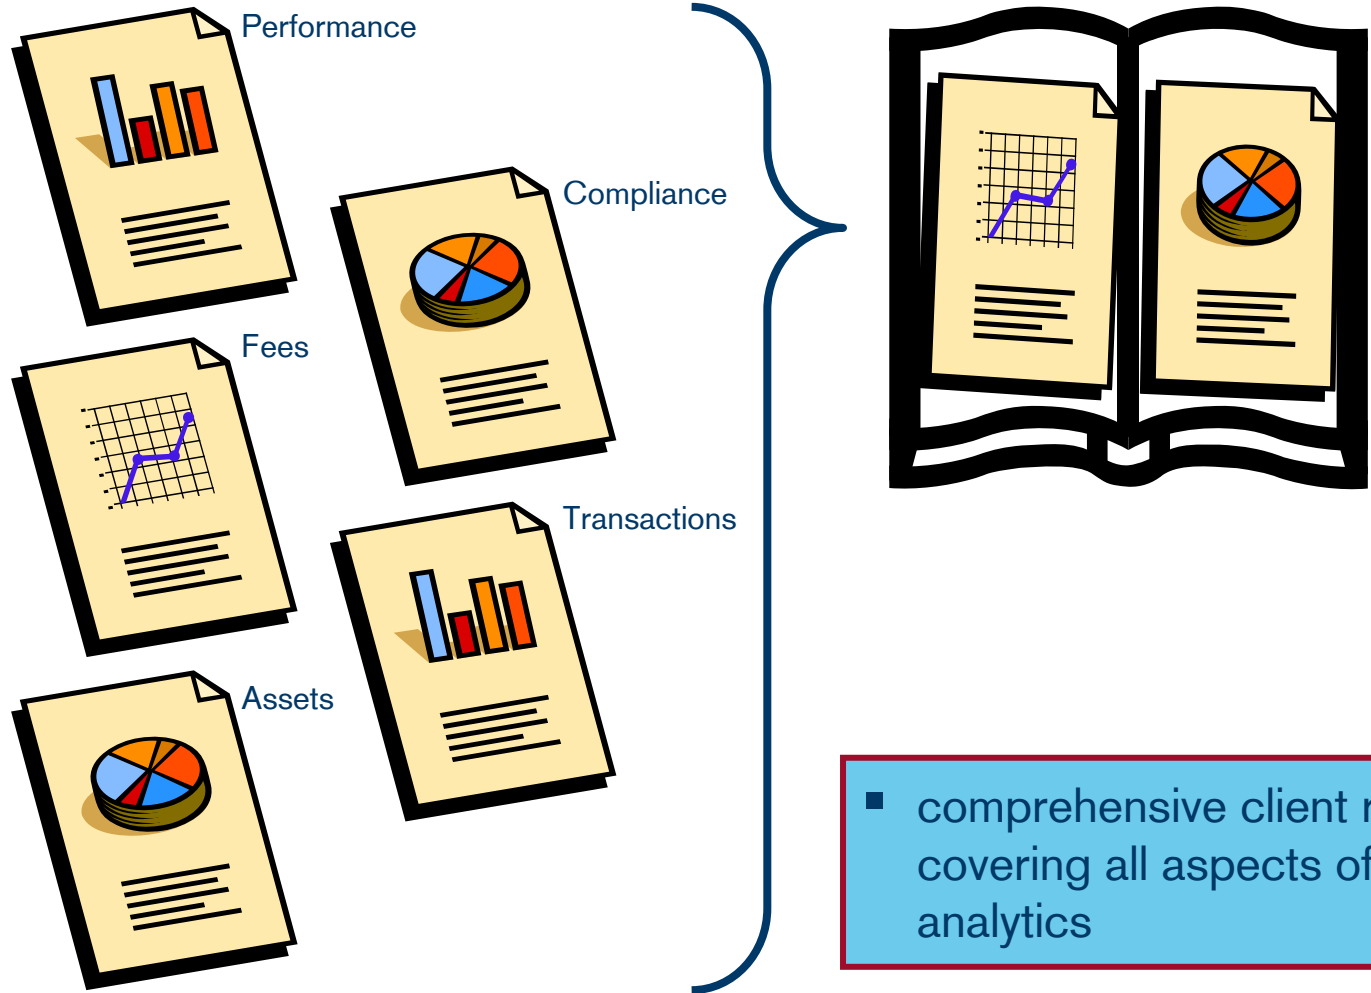 Performance
Compliance
Fees
Transactions
Assets
comprehensive client
covering all aspects of
analytics